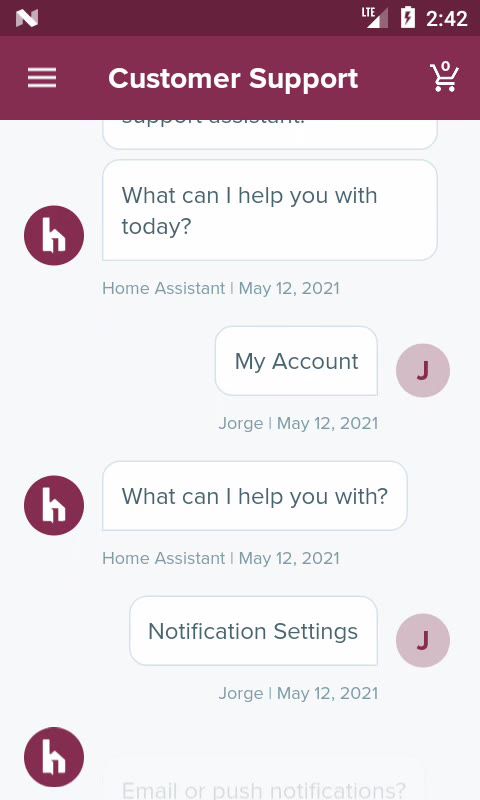 LTE 2:42
Customer Support
0
support assistant.
What can I help you with
today?
Home Assistant | May 12, 2021
My Account
J
Jorge | May 12, 2021
What can I help you with?
Home Assistant | May 12, 2021
Notification Settings
J
Jorge | May 12, 2021
Email or push notifications?